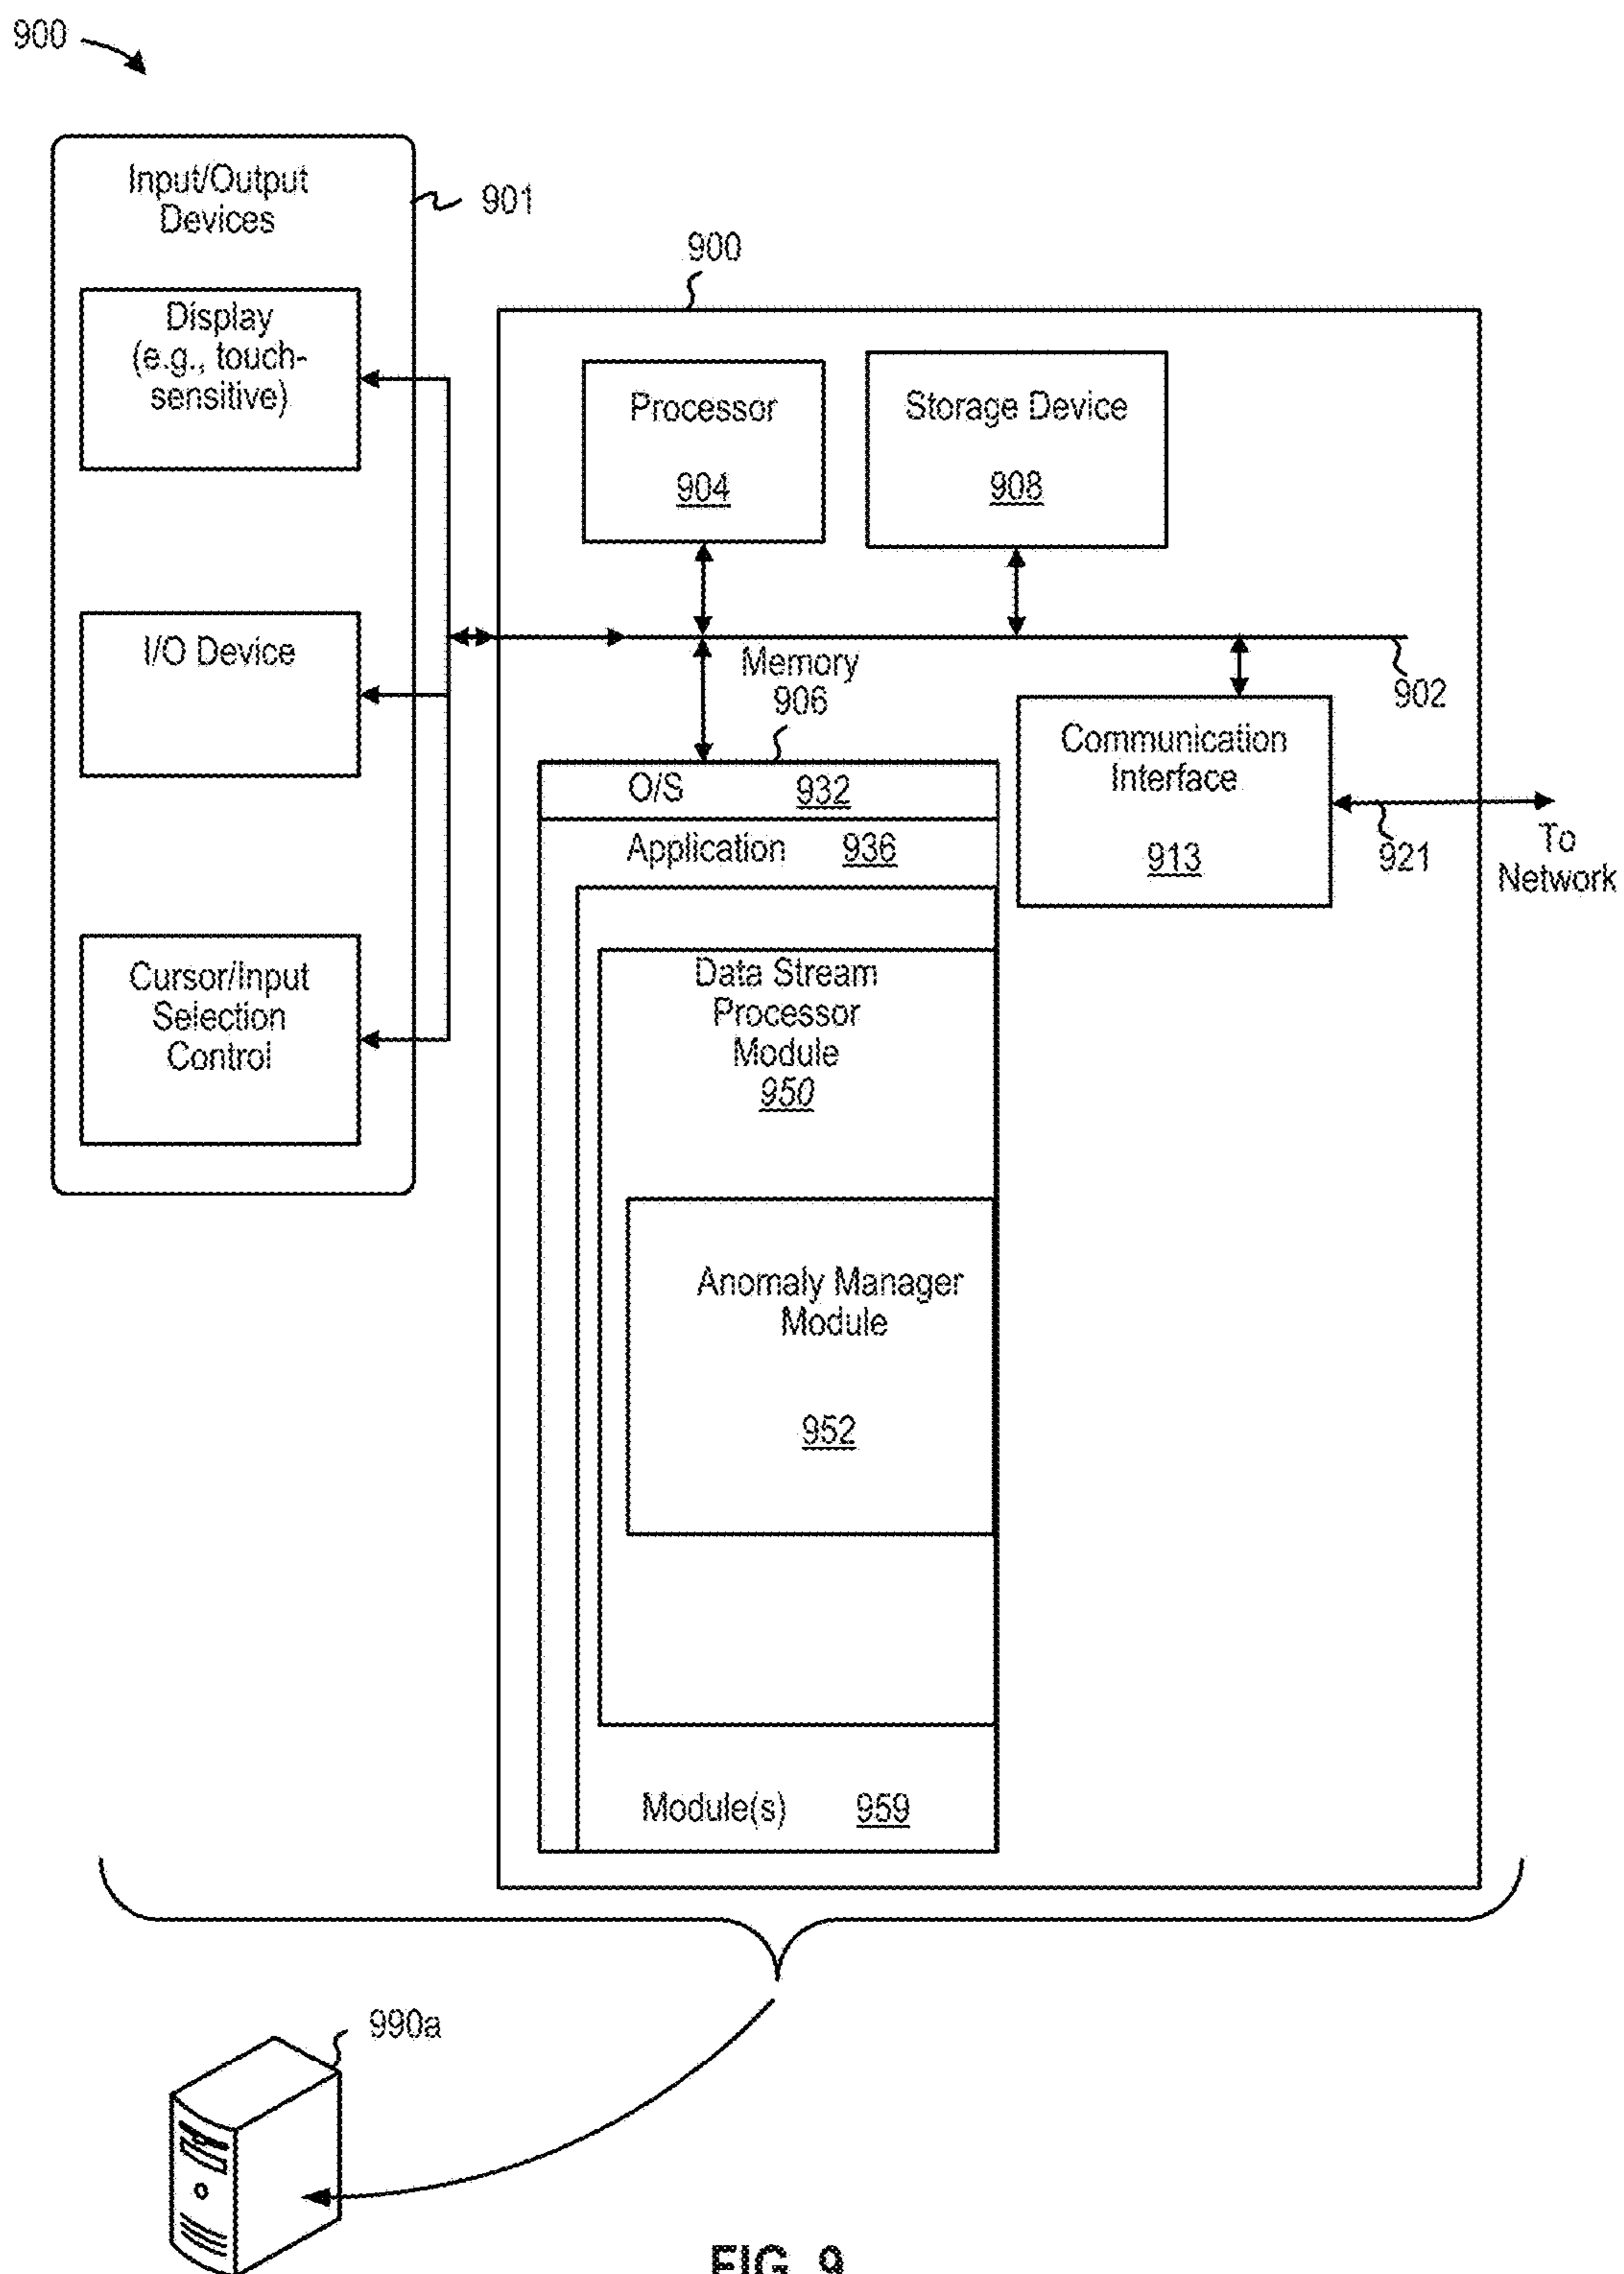 900
Input/Output
Devices
901
Display
(e.g., touch-
sensitive)
I/O Device
Cursor/Input
Selection
Control
900
Processor
904
Storage Device
908
Memory
906
902
Communication
Interface
913
921
To
Network
O/S 932
Application 936
Data Stream
Processor
Module
950
Anomaly Manager
Module
952
Module(s) 959
990a
FIG. 9